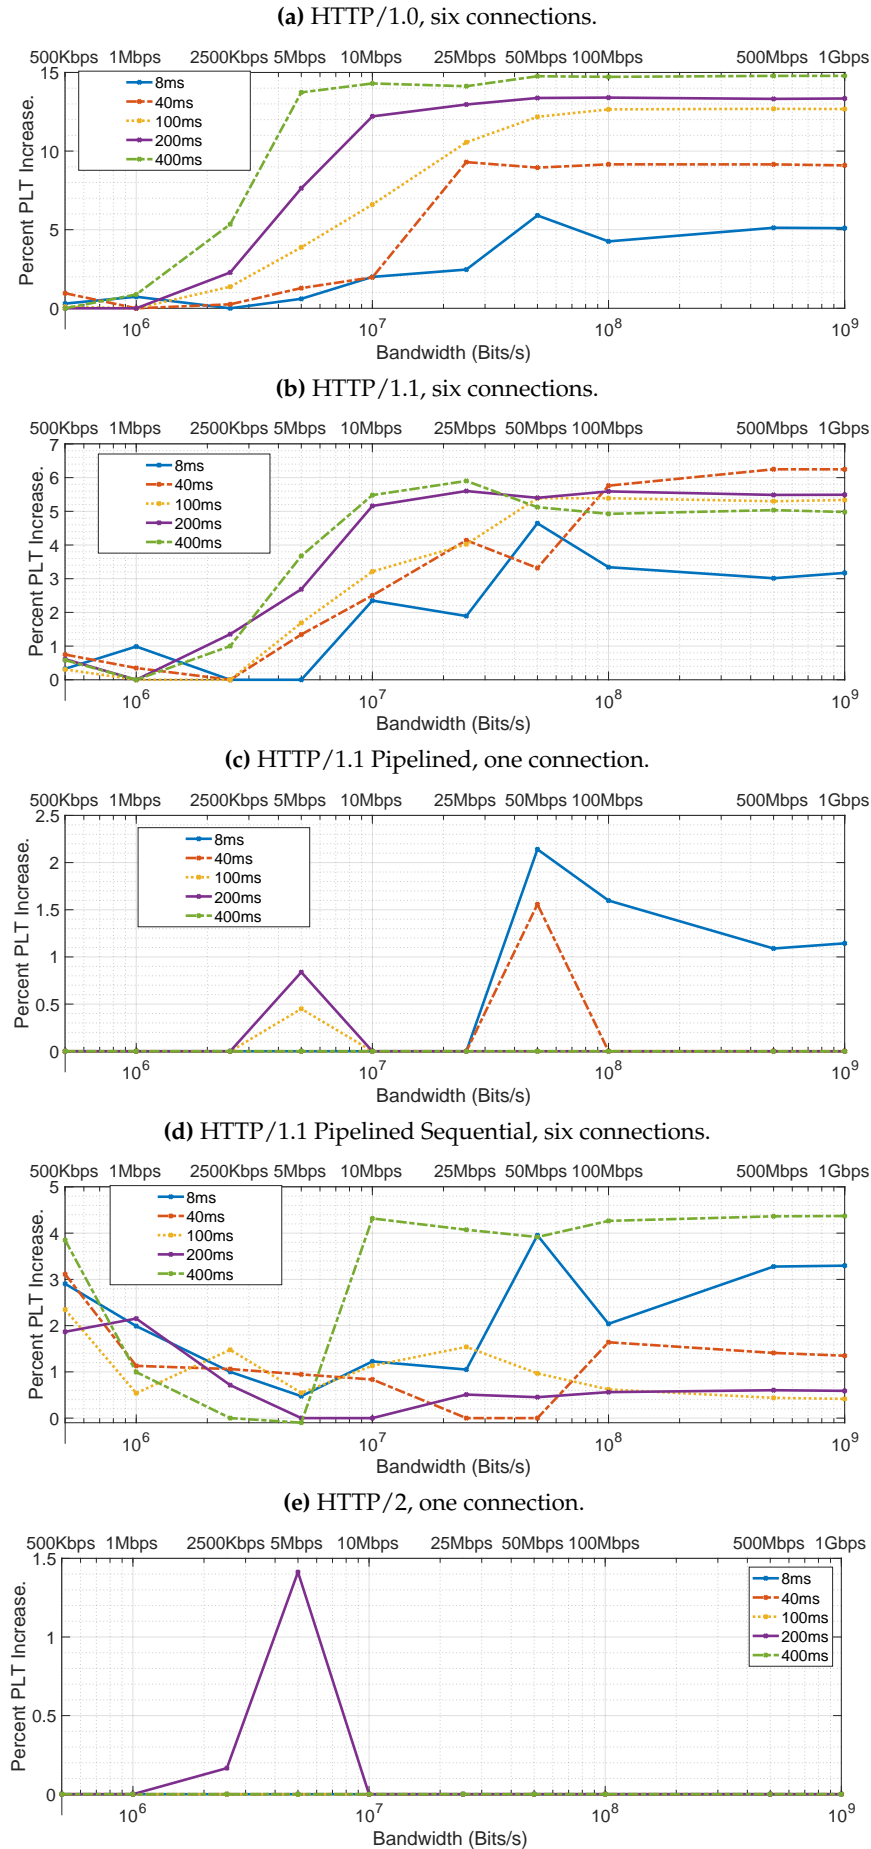 (a) HTTP/1.0, six connections.
500Kbps 1Mbps 2500Kbps 5Mbps 10Mbps 25Mbps 50Mbps 100Mbps 500Mbps 1Gbps
15
10
5
0
Percent PLT Increase.
8ms
40ms
100ms
200ms
400ms
10^6 10^7 10^8 10^9
Bandwidth (Bits/s)
(b) HTTP/1.1, six connections.
500Kbps 1Mbps 2500Kbps 5Mbps 10Mbps 25Mbps 50Mbps 100Mbps 500Mbps 1Gbps
7
6
5
4
3
2
1
0
Percent PLT Increase.
8ms
40ms
100ms
200ms
400ms
10^6 10^7 10^8 10^9
Bandwidth (Bits/s)
(c) HTTP/1.1 Pipelined, one connection.
500Kbps 1Mbps 2500Kbps 5Mbps 10Mbps 25Mbps 50Mbps 100Mbps 500Mbps 1Gbps
2.5
2
1.5
1
0.5
0
Percent PLT Increase.
8ms
40ms
100ms
200ms
400ms
10^6 10^7 10^8 10^9
Bandwidth (Bits/s)
(d) HTTP/1.1 Pipelined Sequential, six connections.
500Kbps 1Mbps 2500Kbps 5Mbps 10Mbps 25Mbps 50Mbps 100Mbps 500Mbps 1Gbps
5
4
3
2
1
0
Percent PLT Increase.
8ms
40ms
100ms
200ms
400ms
10^6 10^7 10^8 10^9
Bandwidth (Bits/s)
(e) HTTP/2, one connection.
500Kbps 1Mbps 2500Kbps 5Mbps 10Mbps 25Mbps 50Mbps 100Mbps 500Mbps 1Gbps
1.5
1
0.5
0
Percent PLT Increase.
8ms
40ms
100ms
200ms
400ms
10^6 10^7 10^8 10^9
Bandwidth (Bits/s)